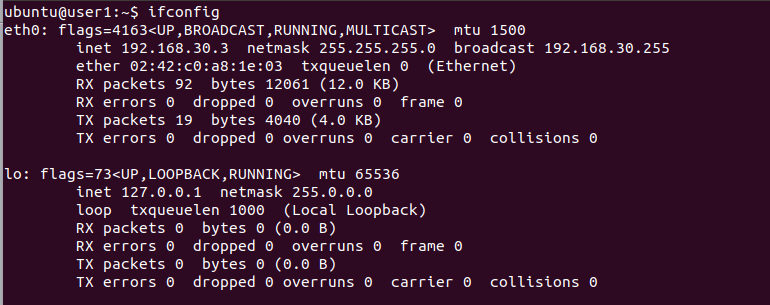 ubuntu@user1:~$ ifconfig
eth0: flags=4163<UP,BROADCAST,RUNNING,MULTICAST>  mtu 1500
        inet 192.168.30.3  netmask 255.255.255.0  broadcast 192.168.30.255
        ether 02:42:c0:a8:1e:03  txqueuelen 0  (Ethernet)
        RX packets 92  bytes 12061 (12.0 KB)
        RX errors 0  dropped 0  overruns 0  frame 0
        TX packets 19  bytes 4040 (4.0 KB)
        TX errors 0  dropped 0 overruns 0  carrier 0  collisions 0

lo: flags=73<UP,LOOPBACK,RUNNING>  mtu 65536
        inet 127.0.0.1  netmask 255.0.0.0
        loop  txqueuelen 1000  (Local Loopback)
        RX packets 0  bytes 0 (0.0 B)
        RX errors 0  dropped 0  overruns 0  frame 0
        TX packets 0  bytes 0 (0.0 B)
        TX errors 0  dropped 0 overruns 0  carrier 0  collisions 0